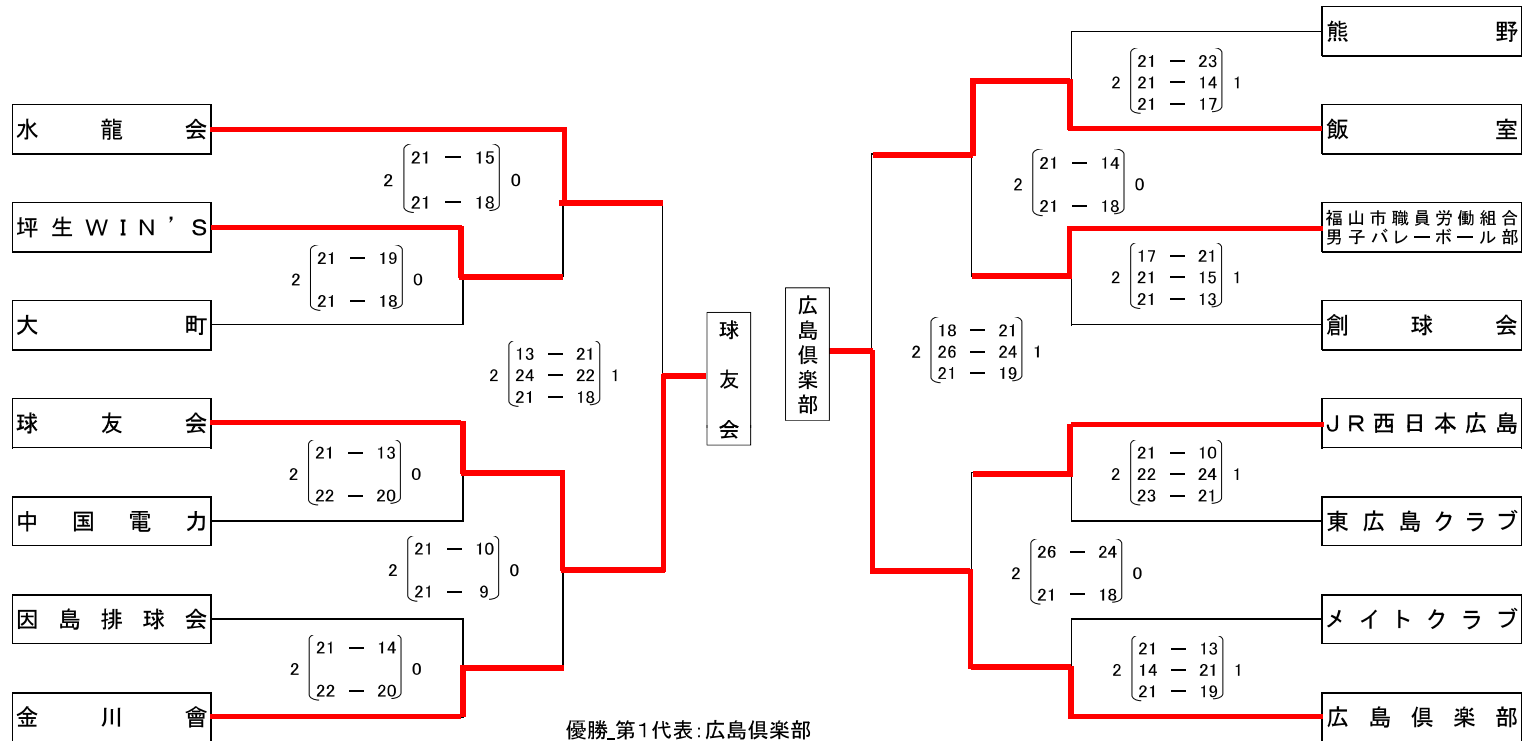 水龍会
2 21 － 15 0
21 － 18
坪生ＷＩＮ’Ｓ
2 21 － 19 0
21 － 18
大町
13 － 21
2 24 － 22 1
21 － 18
球友会
2 21 － 13 0
22 － 20
中国電力
2 21 － 10 0
21 － 9
因島排球会
2 21 － 14 0
22 － 20
金川會
球友会
広島倶楽部
熊野
21 － 23
2 21 － 14 1
21 － 17
飯室
2 21 － 14 0
21 － 18
福山市職員労働組合
男子バレーボール部
17 － 21
2 21 － 15 1
21 － 13
創球会
18 － 21
2 26 － 24 1
21 － 19
ＪＲ西日本広島
21 － 10
2 22 － 24 1
23 － 21
東広島クラブ
2 26 － 24 0
21 － 18
メイトクラブ
21 － 13
2 14 － 21 1
21 － 19
広島倶楽部
優勝_第１代表：広島倶楽部